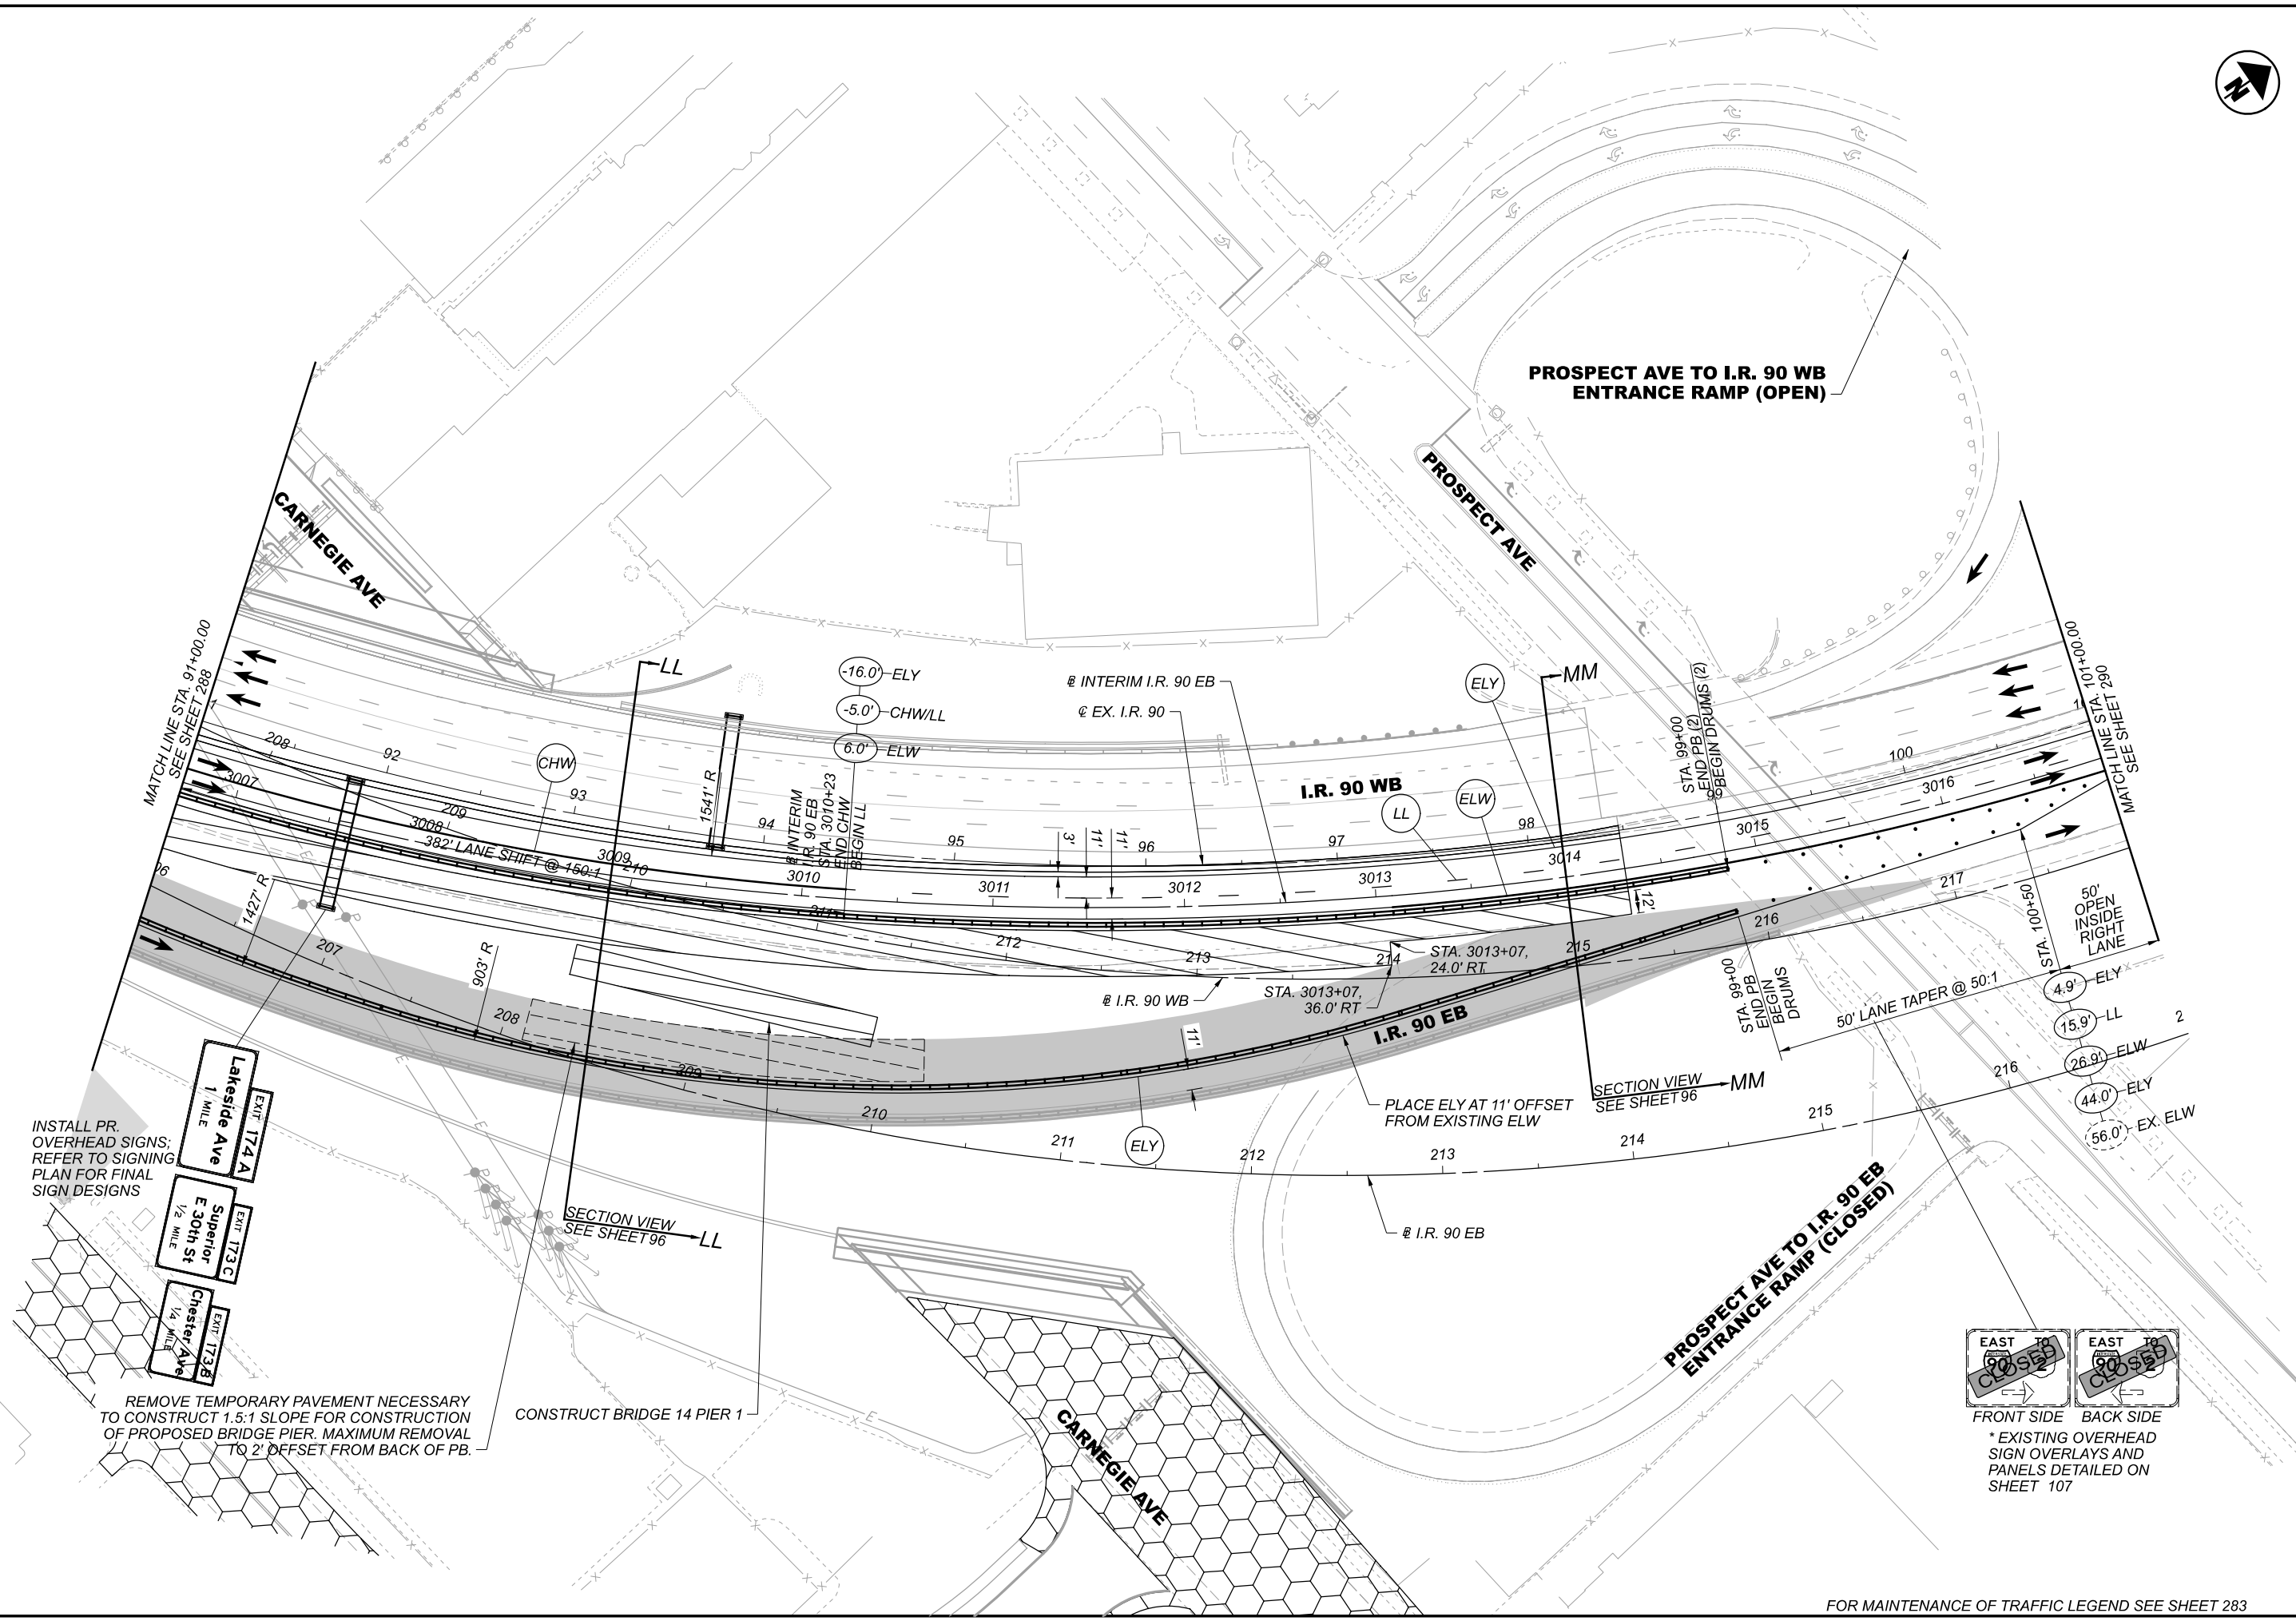 N
PROSPECT AVE TO I.R. 90 WB
ENTRANCE RAMP (OPEN)
PROSPECT AVE
CARNEGIE AVE
MATCH LINE STA. 91+00.00
SEE SHEET 288
MATCH LINE STA. 101+00.00
SEE SHEET 290
LL
-16.0' ELY
-5.0' CHW/LL
6.0' ELW
INTERIM I.R. 90 EB
EX. I.R. 90
ELY
MM
STA. 99+00
END PB (2)
BEGIN DRUMS (2)
CHW
I.R. 90 WB
LL
ELW
1541' R
INTERIM
I.R. 90 EB
STA. 3010+23
END CHW
BEGIN LL
3'
11'
11'
208
92
93
94
95
96
97
98
99
100
3007
3008
3009
3010
3011
3012
3013
3014
3015
3016
209
210
211
212
213
214
215
216
217
382' LANE SHIFT @ 150:1
12'
06
1427' R
207
903' R
208
209
210
211
212
213
214
215
216
2
STA. 3013+07,
24.0' RT.
STA. 3013+07,
36.0' RT
I.R. 90 WB
I.R. 90 EB
11'
STA. 99+00
END PB
BEGIN
DRUMS
50' LANE TAPER @ 50:1
STA. 100+50
50'
OPEN
INSIDE
RIGHT
LANE
4.9' ELY
15.9' LL
26.9' ELW
44.0' ELY
56.0' EX. ELW
PLACE ELY AT 11' OFFSET
FROM EXISTING ELW
SECTION VIEW
SEE SHEET 96
MM
ELY
I.R. 90 EB
SECTION VIEW
SEE SHEET 96
LL
INSTALL PR.
OVERHEAD SIGNS;
REFER TO SIGNING
PLAN FOR FINAL
SIGN DESIGNS
EXIT 174 A
Lakeside Ave
1 MILE
EXIT 173 C
Superior
E 30th St
1/2 MILE
EXIT 173 B
Chester Ave
1/4 MILE
REMOVE TEMPORARY PAVEMENT NECESSARY
TO CONSTRUCT 1.5:1 SLOPE FOR CONSTRUCTION
OF PROPOSED BRIDGE PIER. MAXIMUM REMOVAL
TO 2' OFFSET FROM BACK OF PB.
CONSTRUCT BRIDGE 14 PIER 1
CARNEGIE AVE
PROSPECT AVE TO I.R. 90 EB
ENTRANCE RAMP (CLOSED)
EAST TO
90 2
CLOSED
EAST TO
90 2
CLOSED
FRONT SIDE BACK SIDE
* EXISTING OVERHEAD
SIGN OVERLAYS AND
PANELS DETAILED ON
SHEET 107
FOR MAINTENANCE OF TRAFFIC LEGEND SEE SHEET 283